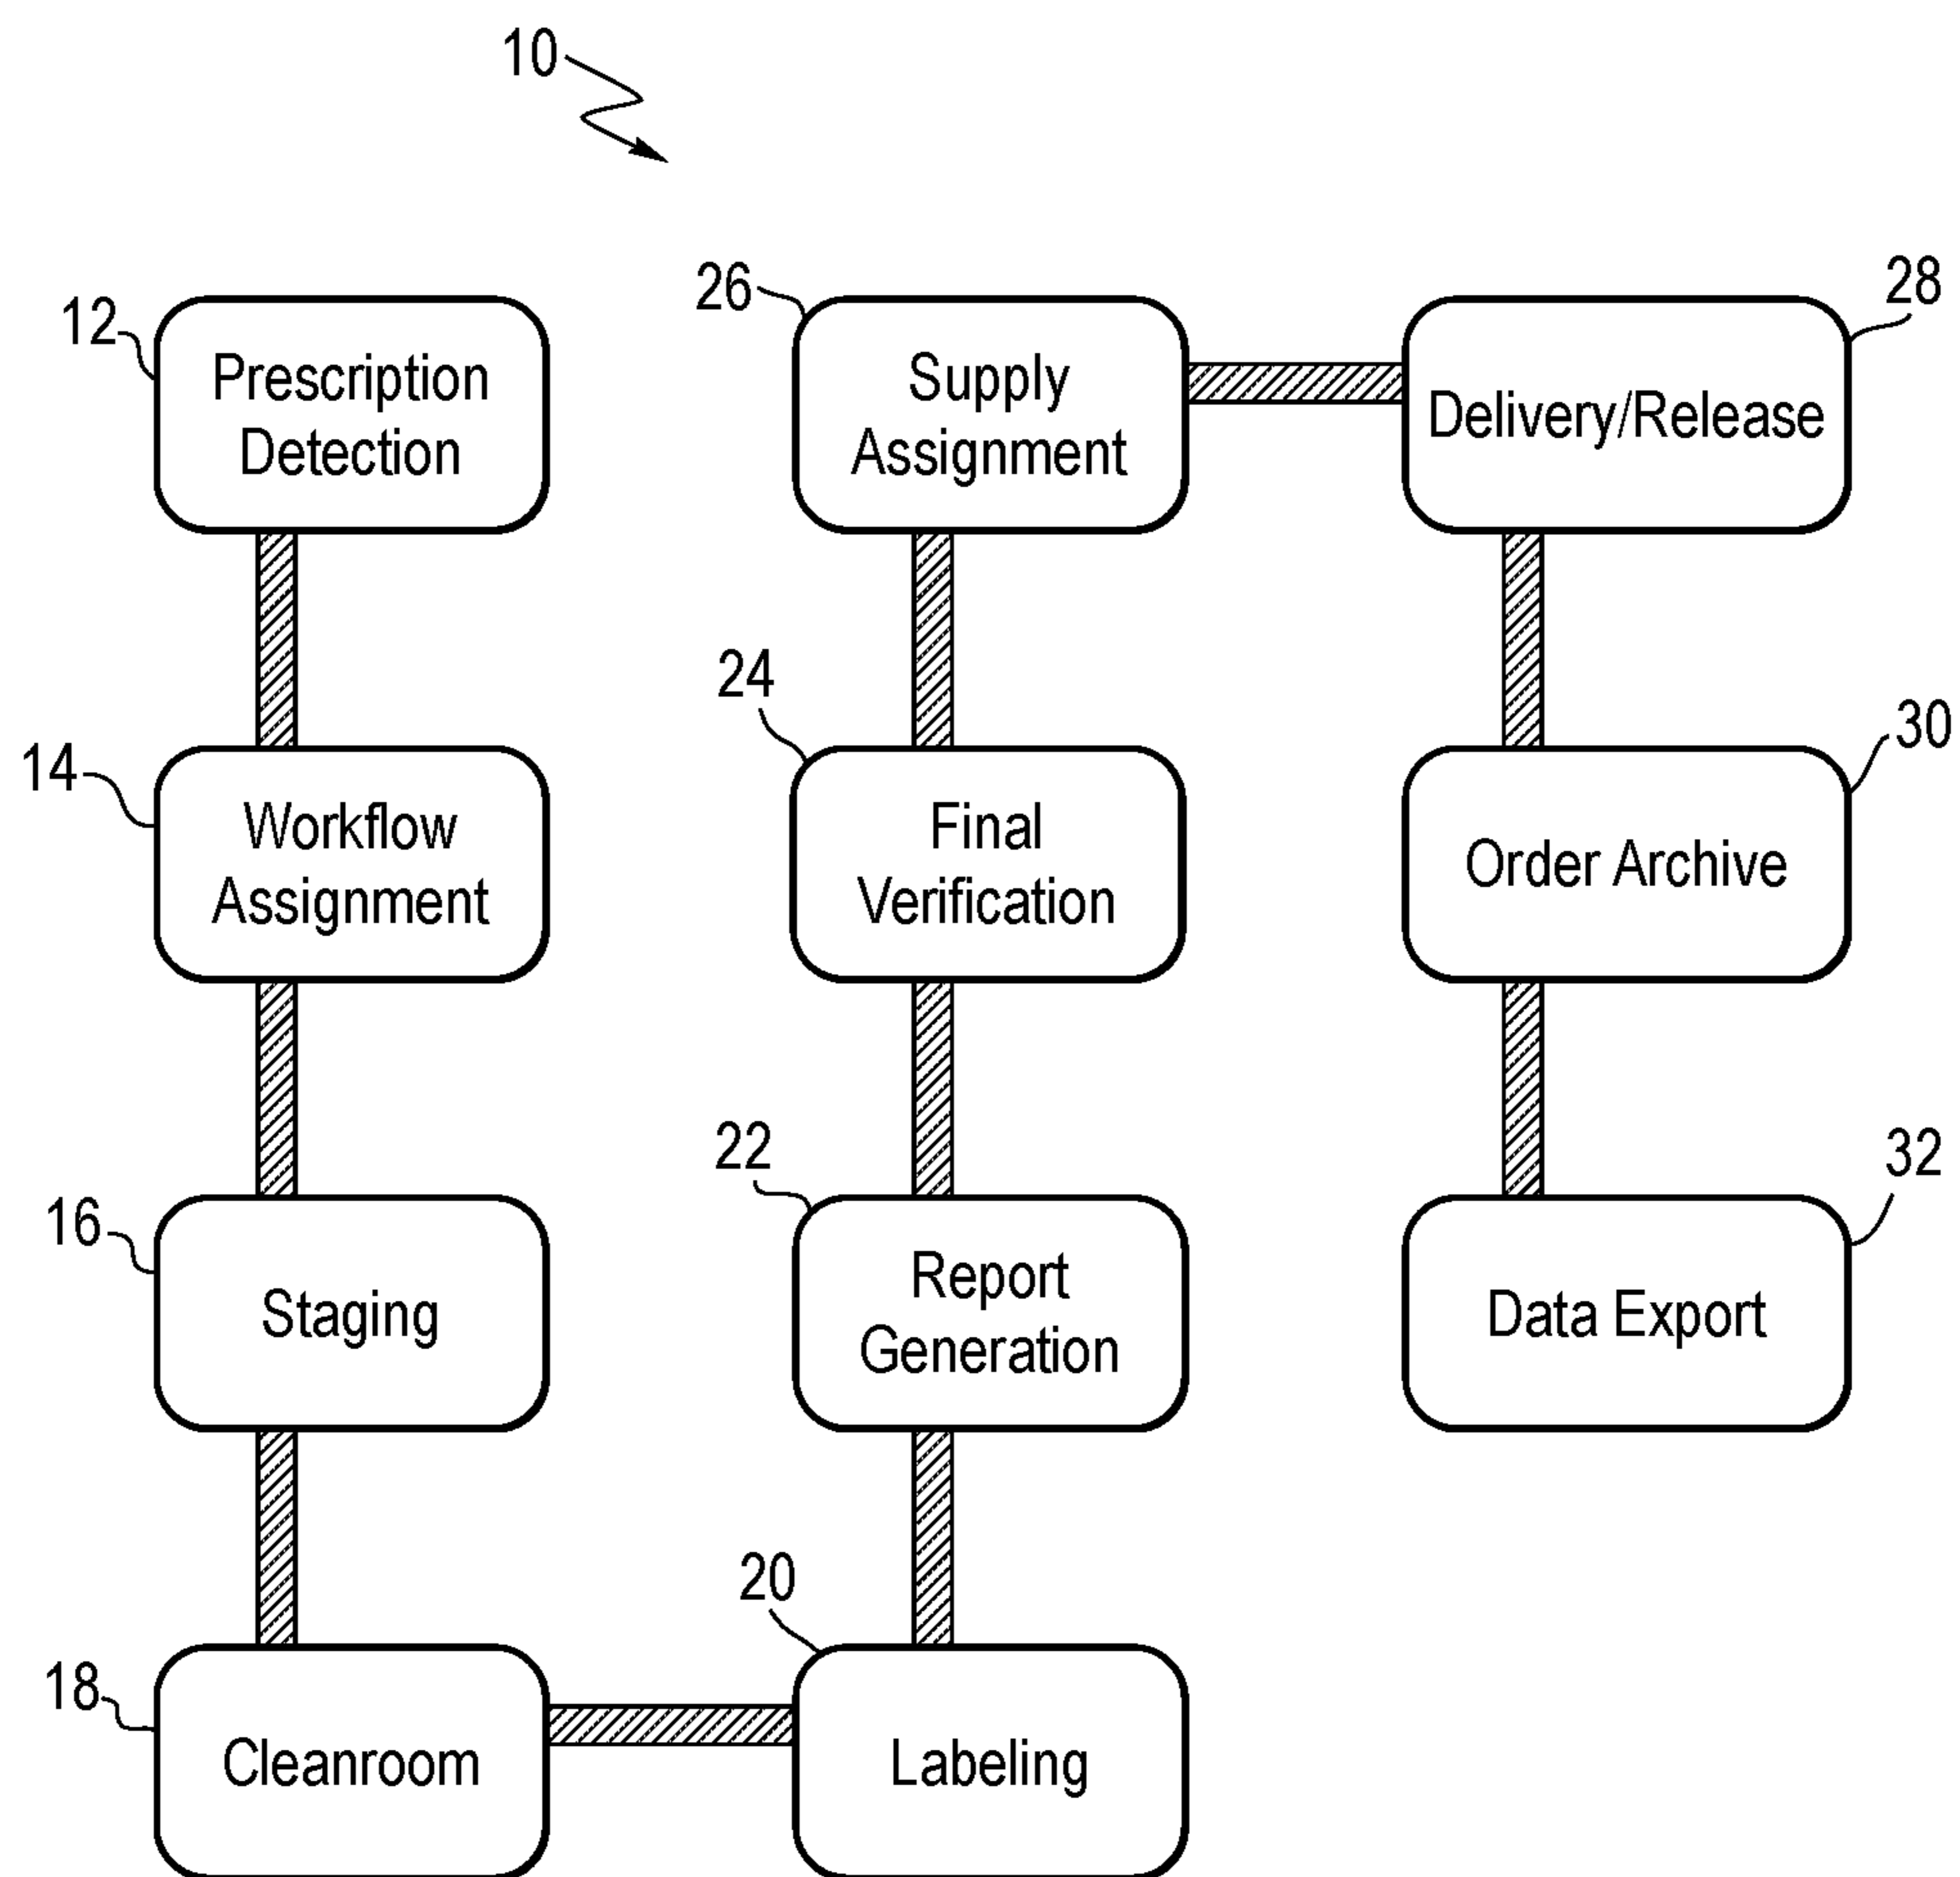 10
12
Prescription
Detection
14
Workflow
Assignment
16
Staging
18
Cleanroom
20
Labeling
22
Report
Generation
24
Final
Verification
26
Supply
Assignment
28
Delivery/Release
30
Order Archive
32
Data Export